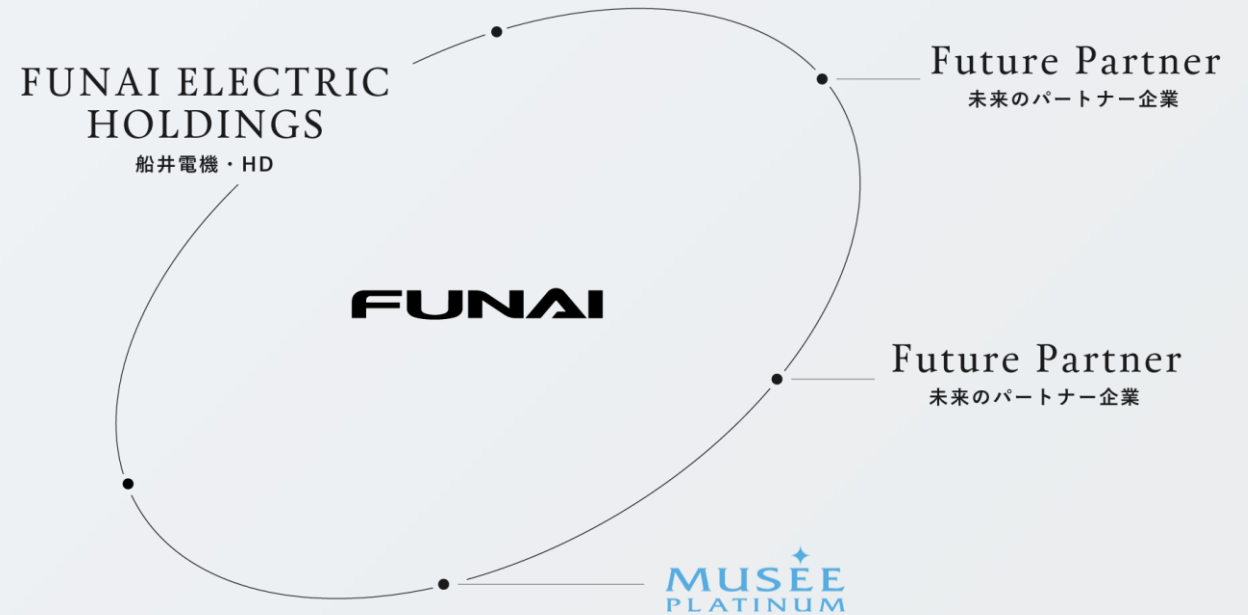 FUNAI ELECTRIC
HOLDINGS
船井電機・HD
Future Partner
未来のパートナー企業
FUNAI
Future Partner
未来のパートナー企業
MUSÉE
PLATINUM